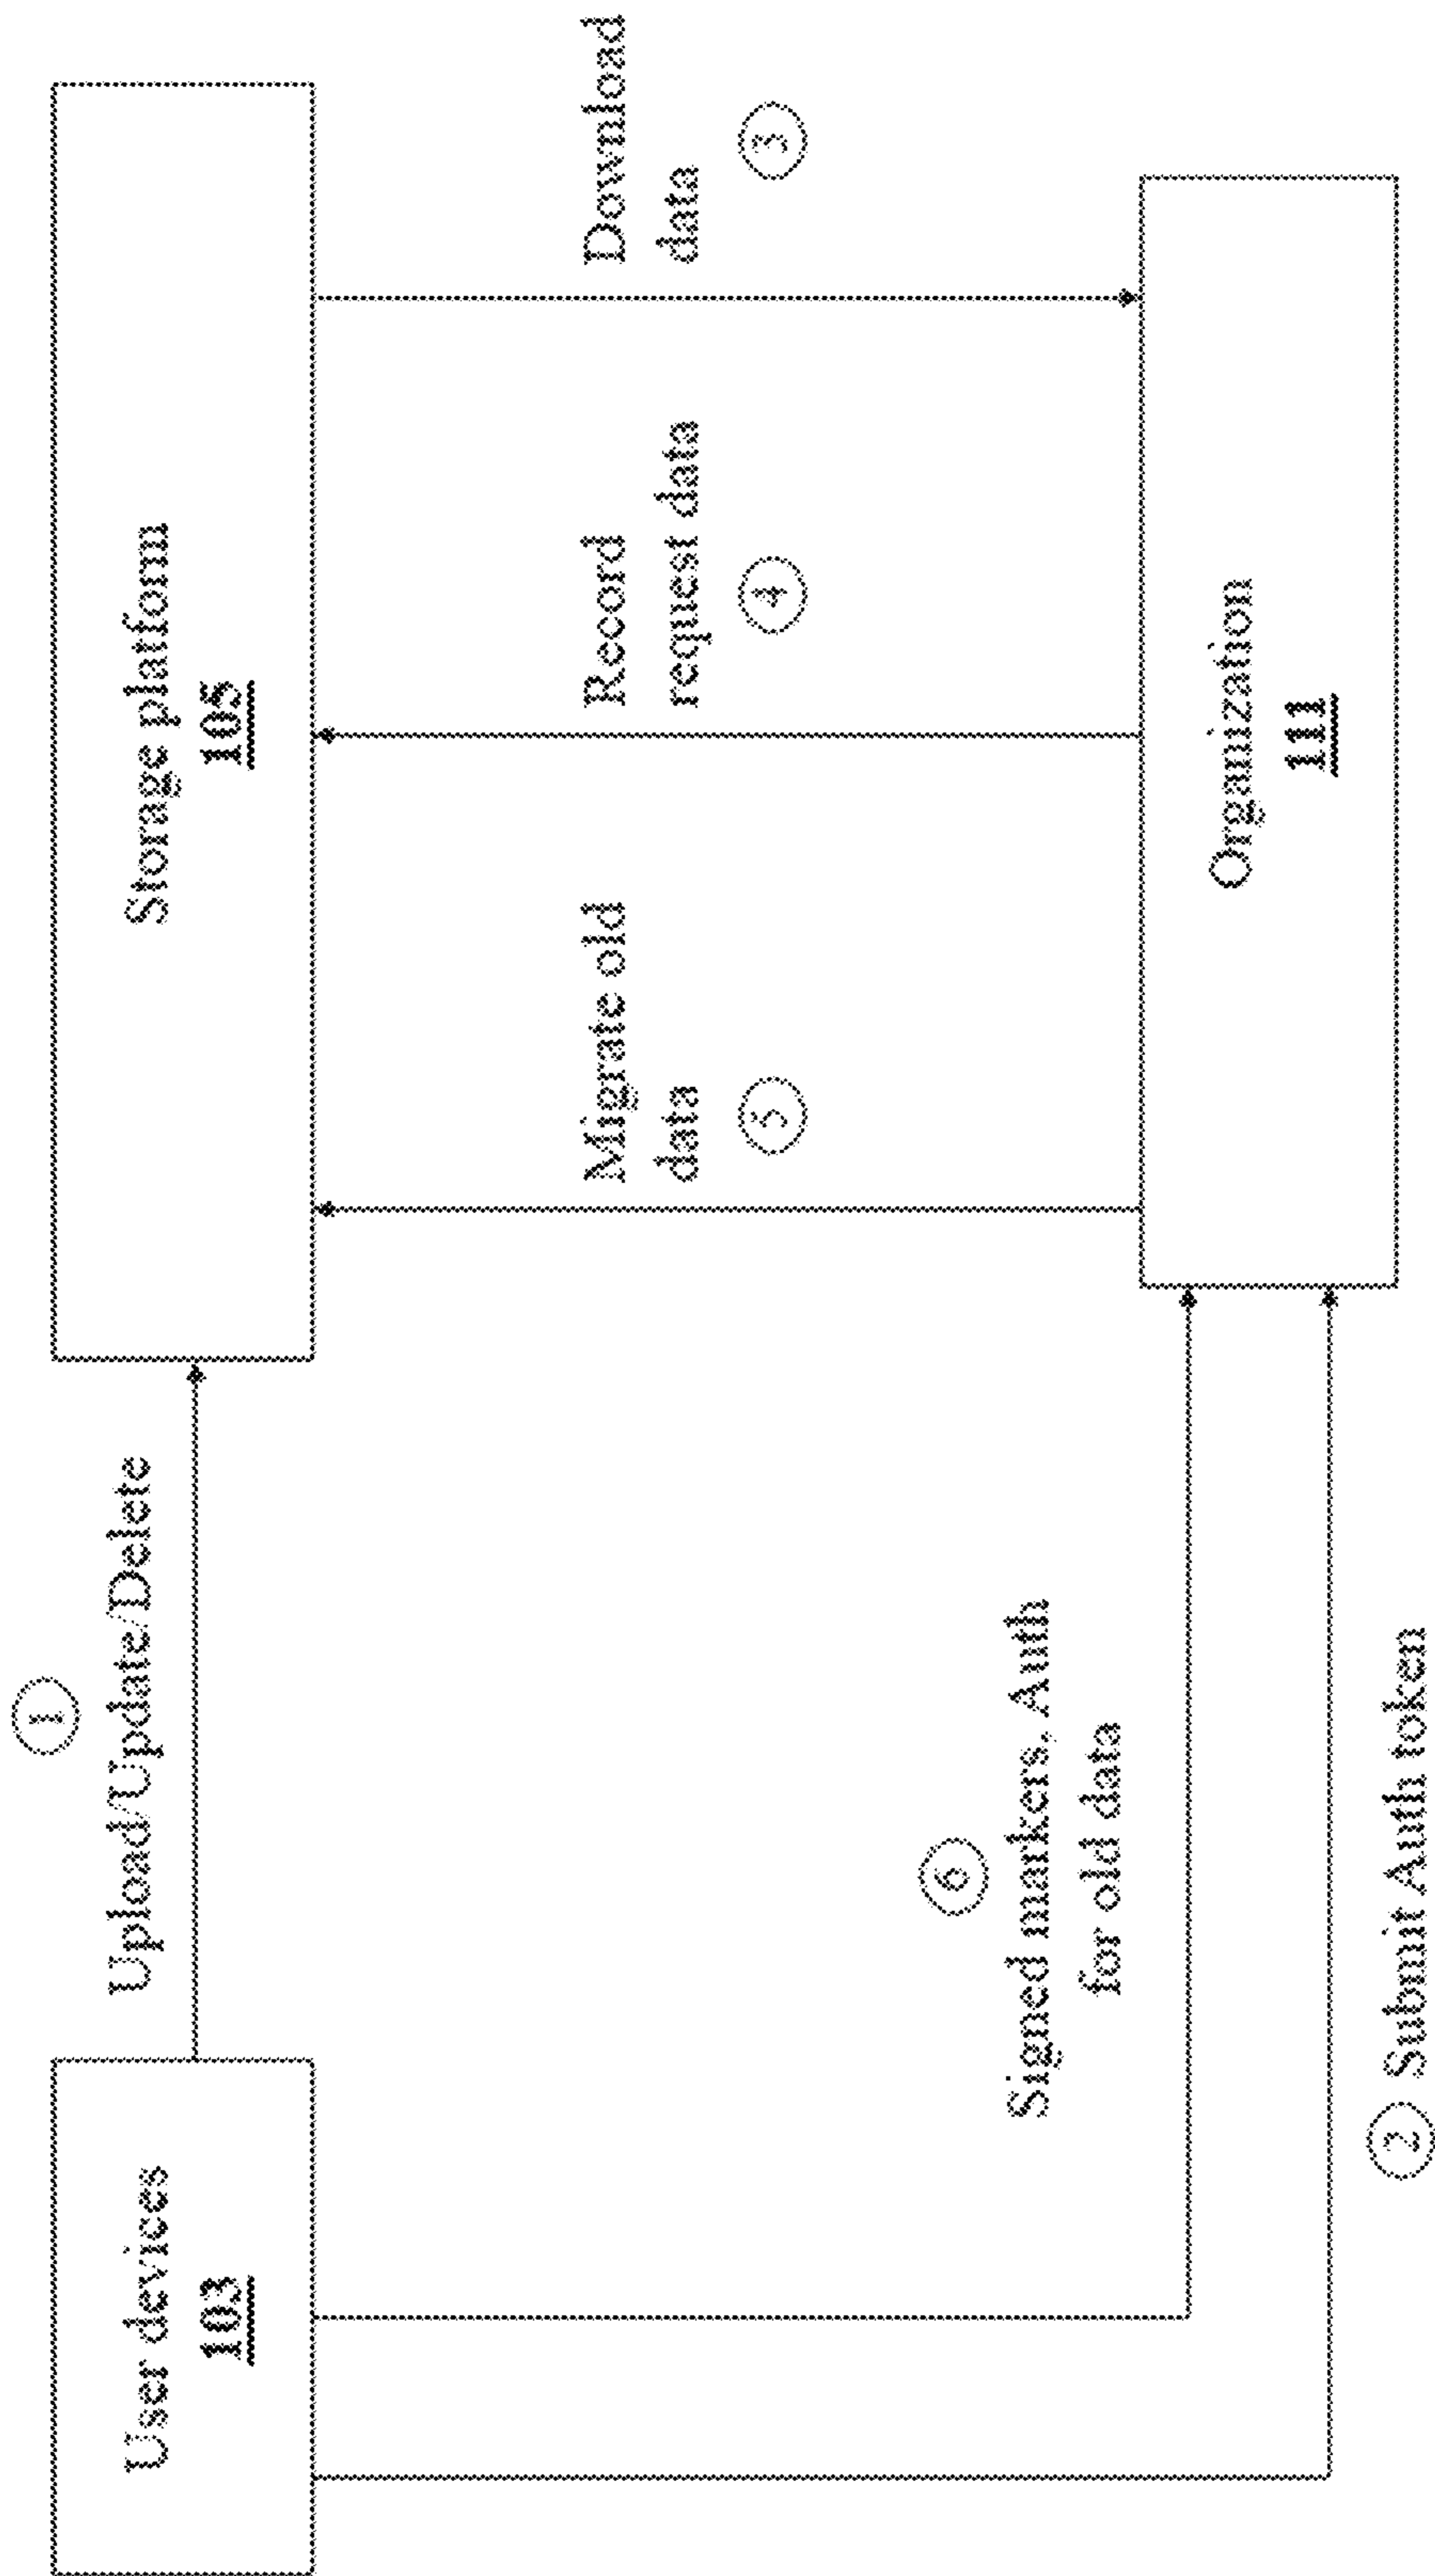 ①
Upload/Update/Delete
User devices
103
Storage platform
105
Migrate old
data
⑤
Record
request data
④
Download
data
③
⑥
Signed markers, Auth
for old data
Organization
111
② Submit Auth token